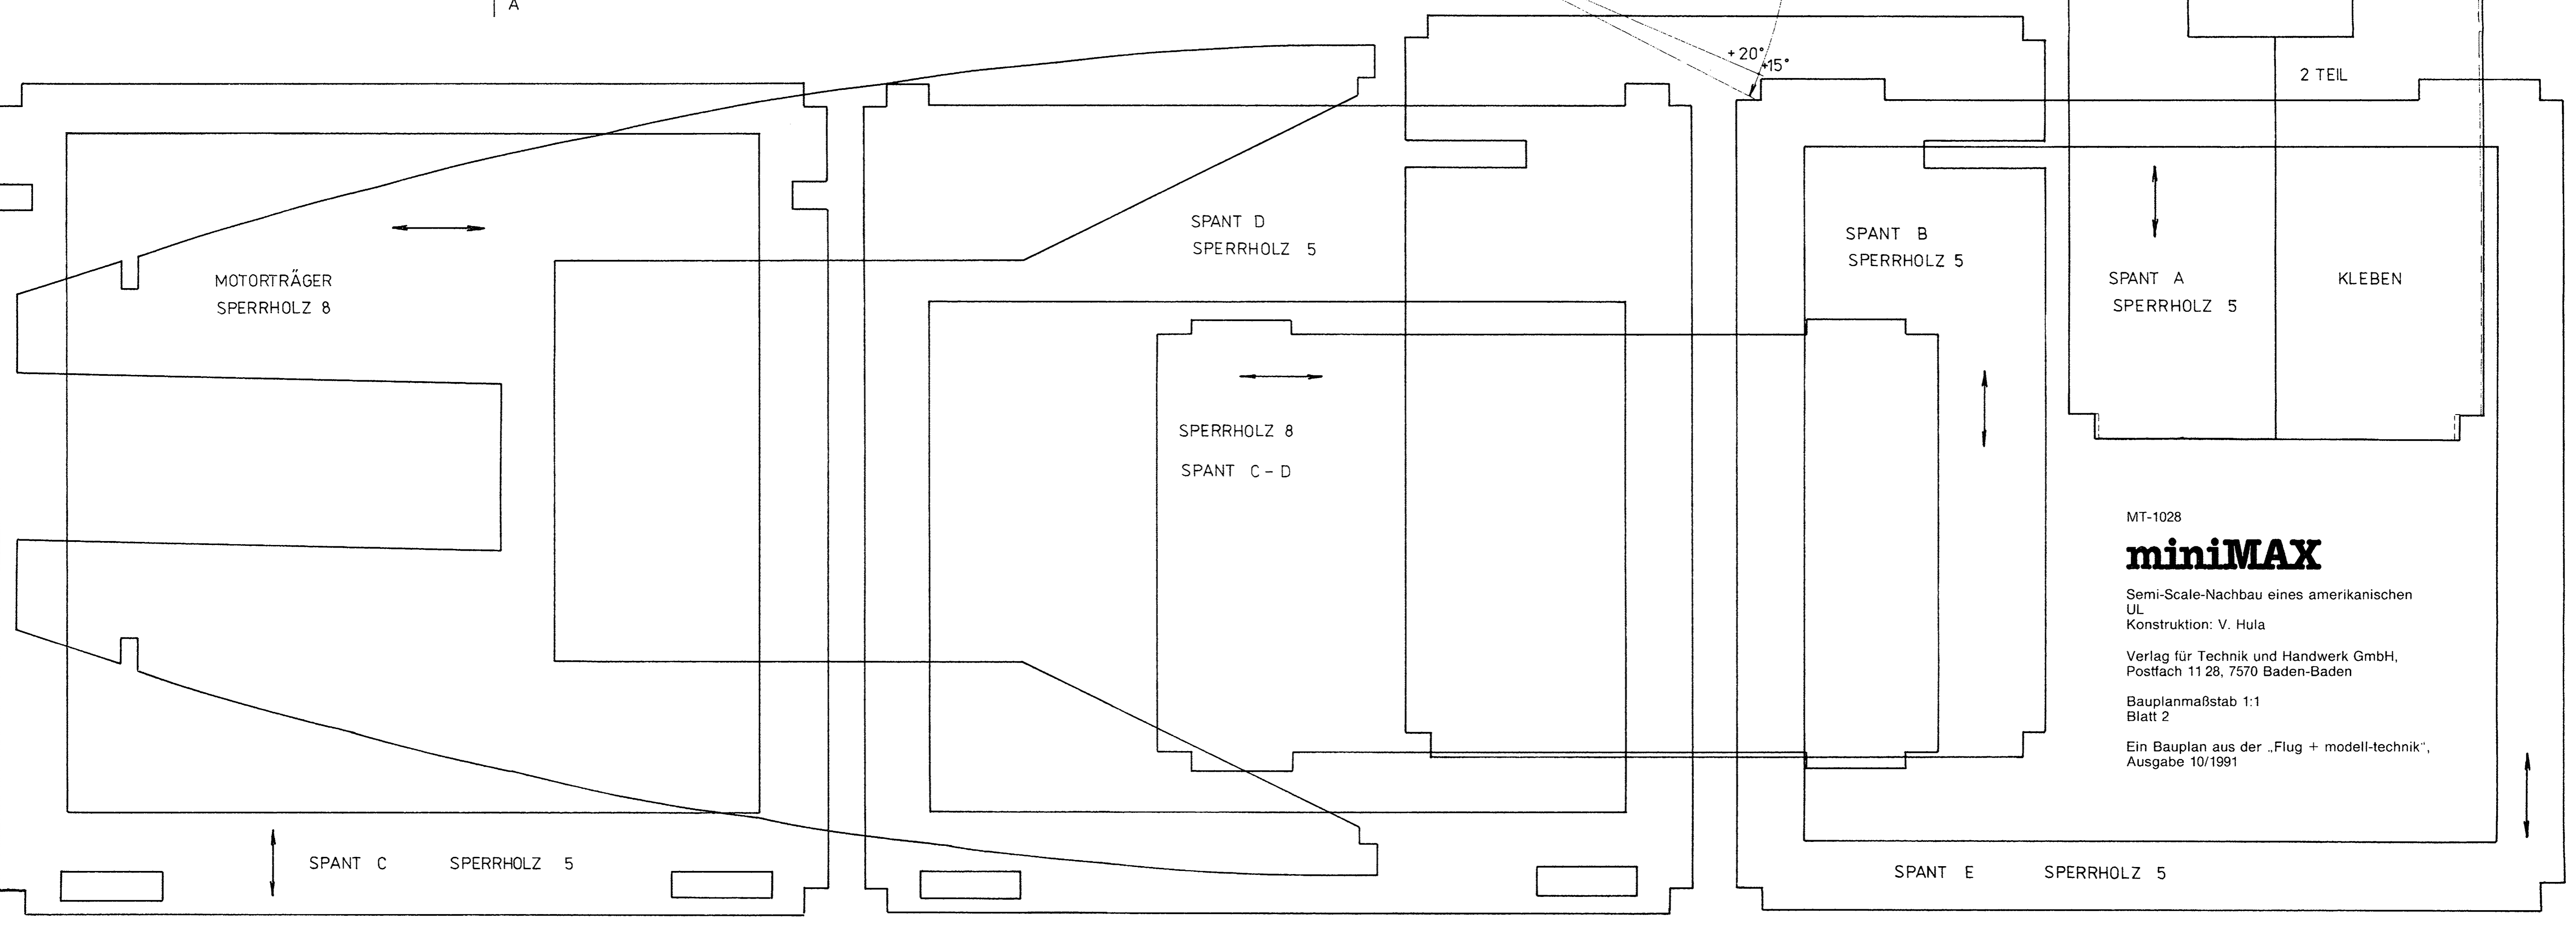 A
+20°
+15°
2 TEIL
SPANT D
SPERRHOLZ 5
SPANT B
SPERRHOLZ 5
SPANT A
SPERRHOLZ 5
KLEBEN
MOTORTRÄGER
SPERRHOLZ 8
SPERRHOLZ 8
SPANT C-D
MT-1028
miniMAX
Semi-Scale-Nachbau eines amerikanischen
UL
Konstruktion: V. Hula
Verlag für Technik und Handwerk GmbH,
Postfach 11 28, 7570 Baden-Baden
Bauplanmaßstab 1:1
Blatt 2
Ein Bauplan aus der „Flug + modell-technik“,
Ausgabe 10/1991
SPANT C SPERRHOLZ 5
SPANT E SPERRHOLZ 5